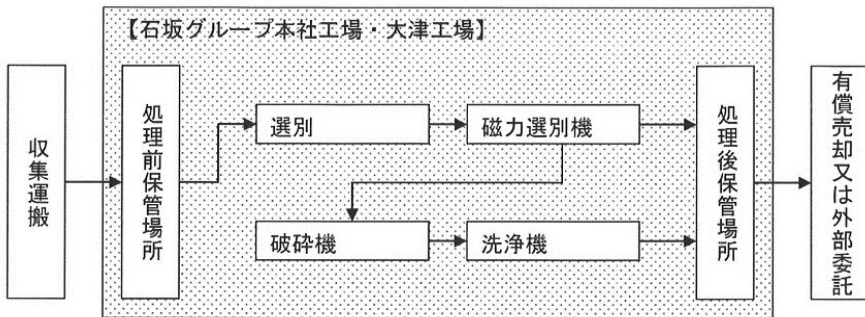 【石坂グループ本社工場・大津工場】
収集運搬
処理前保管場所
選別
磁力選別機
破砕機
洗浄機
処理後保管場所
有償売却又は外部委託